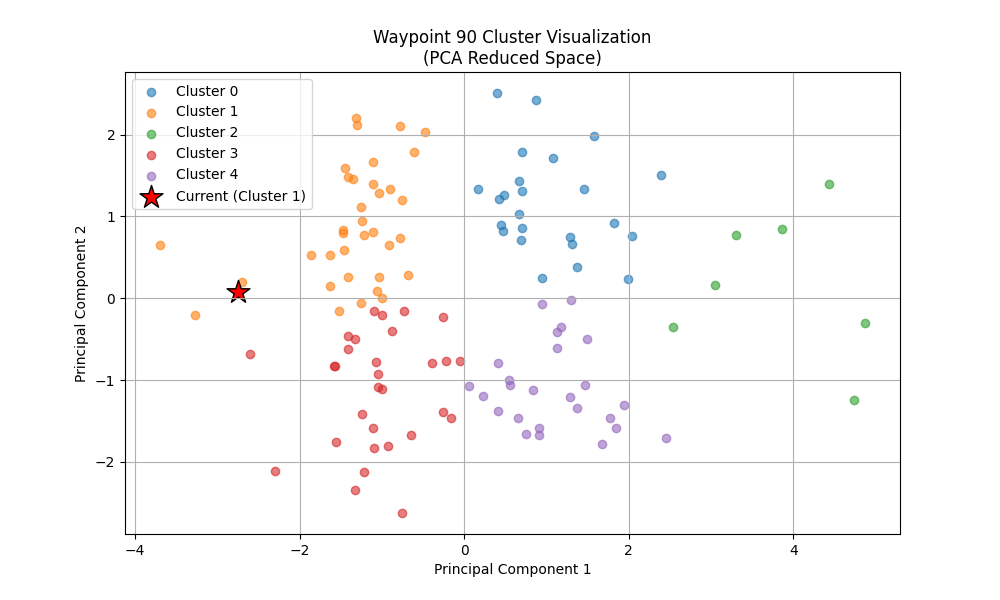 Waypoint 90 Cluster Visualization
(PCA Reduced Space)
Cluster 0
Cluster 1
Cluster 2
Cluster 3
Cluster 4
Current (Cluster 1)
Principal Component 2
2
1
0
−1
−2
−4
−2
0
2
4
Principal Component 1